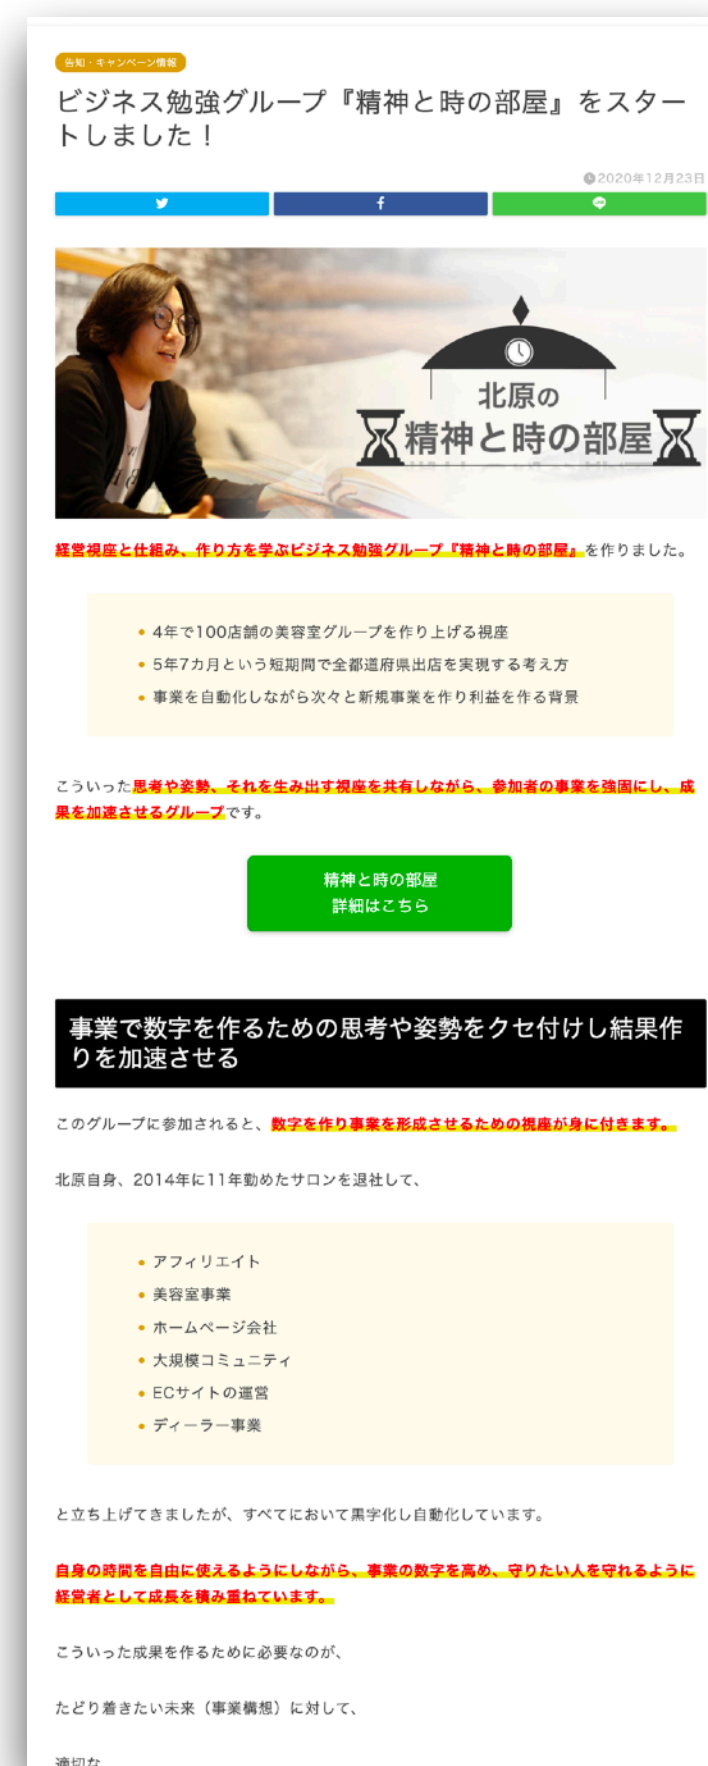 告知・キャンペーン情報
ビジネス勉強グループ『精神と時の部屋』をスター
トしました！
2020年12月23日
北原の
精神と時の部屋
経営視座と仕組み、作り方を学ぶビジネス勉強グループ『精神と時の部屋』を作りました。
4年で100店舗の美容室グループを作り上げる視座
5年7カ月という短期間で全都道府県出店を実現する考え方
事業を自動化しながら次々と新規事業を作り利益を作る背景
こういった思考や姿勢、それを生み出す視座を共有しながら、参加者の事業を強固にし、成
果を加速させるグループです。
精神と時の部屋
詳細はこちら
事業で数字を作るための思考や姿勢をクセ付けし結果作
りを加速させる
このグループに参加されると、数字を作り事業を形成させるための視座が身に付きます。
北原自身、2014年に11年勤めたサロンを退社して、
アフィリエイト
美容室事業
ホームページ会社
大規模コミュニティ
ECサイトの運営
ディーラー事業
と立ち上げてきましたが、すべてにおいて黒字化し自動化しています。
自身の時間を自由に使えるようにしながら、事業の数字を高め、守りたい人を守れるように
経営者として成長を積み重ねています。
こういった成果を作るために必要なのが、
たどり着きたい未来（事業構想）に対して、
適切な